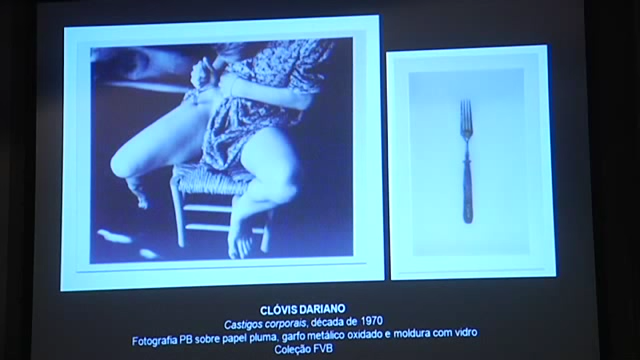 CLÓVIS DARIANO
Castigos corporais, década de 1970
Fotografia PB sobre papel pluma, garfo metálico oxidado e moldura com vidro
Coleção FVB